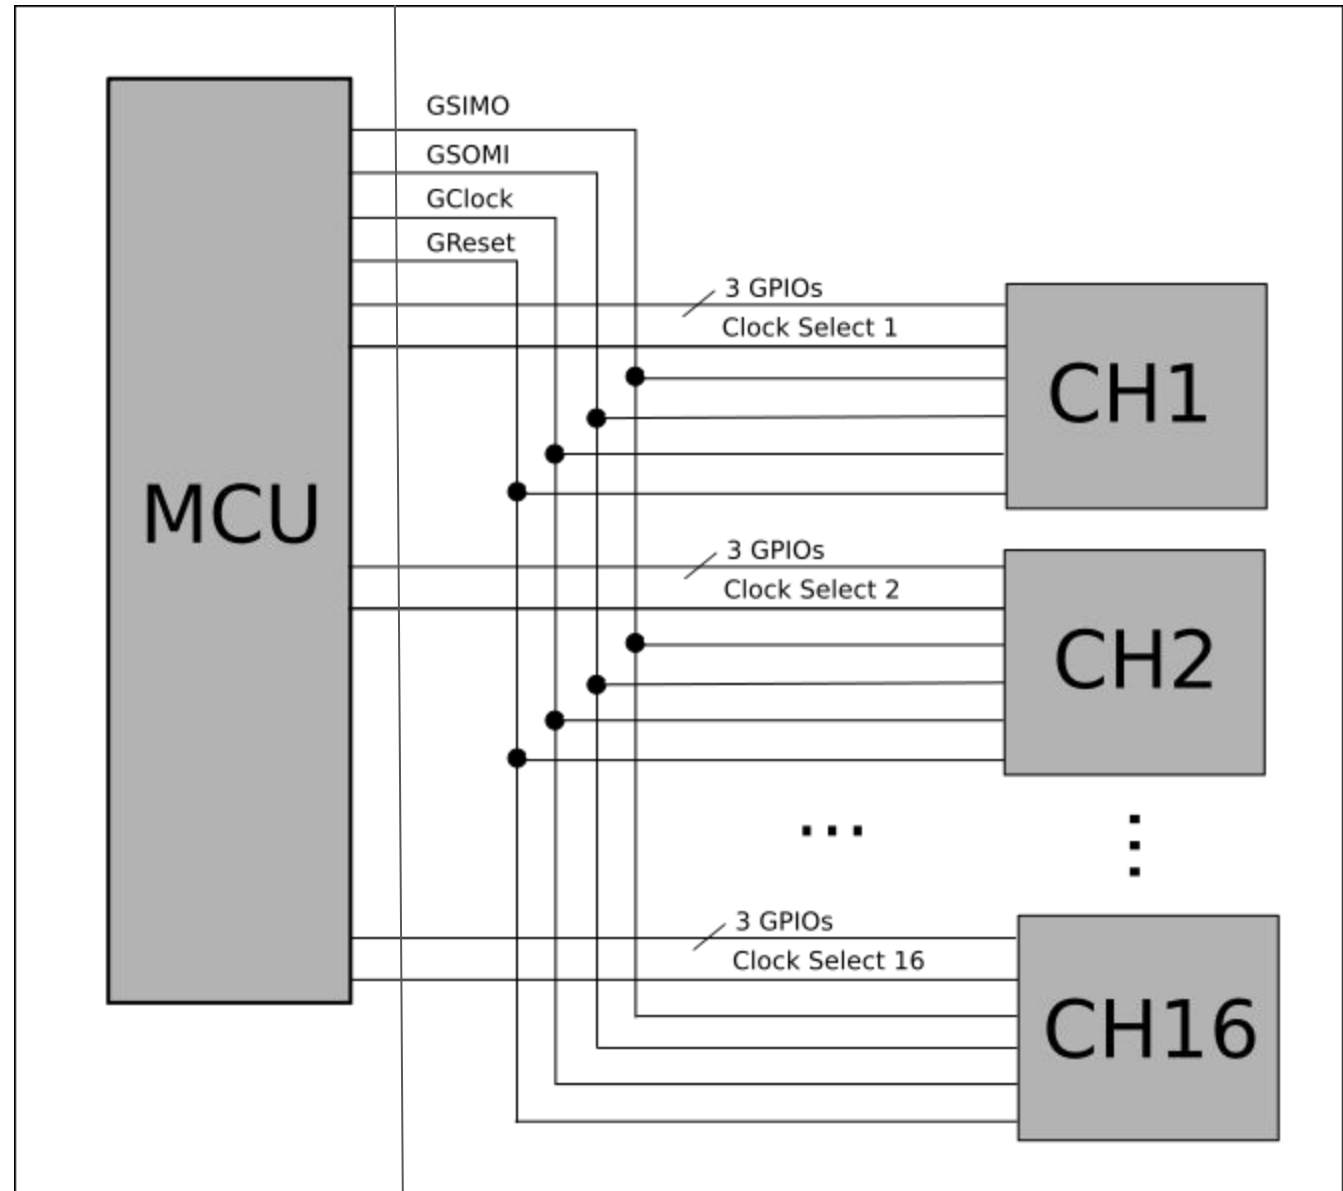 GSIMO
GSOMI
GClock
GReset
3 GPIOs
Clock Select 1
CH1
MCU
3 GPIOs
Clock Select 2
CH2
...
3 GPIOs
Clock Select 16
CH16